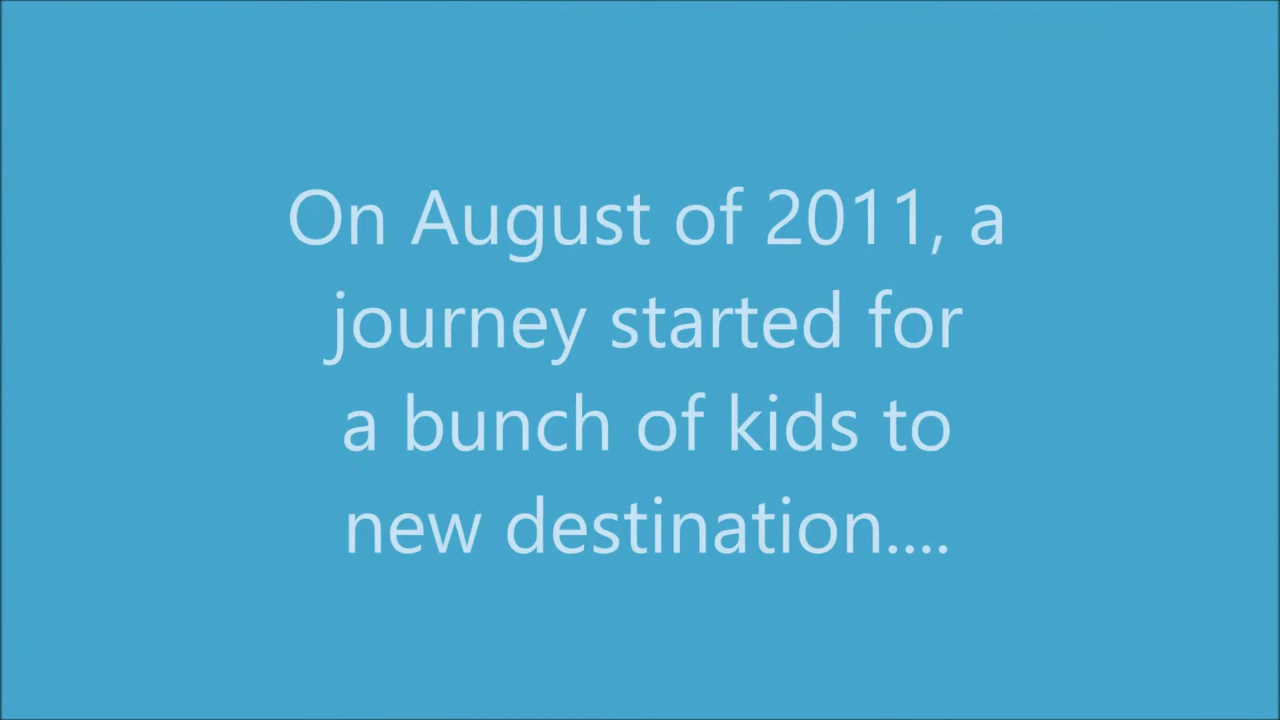 On August of 2011, a
journey started for
a bunch of kids to
new destination....